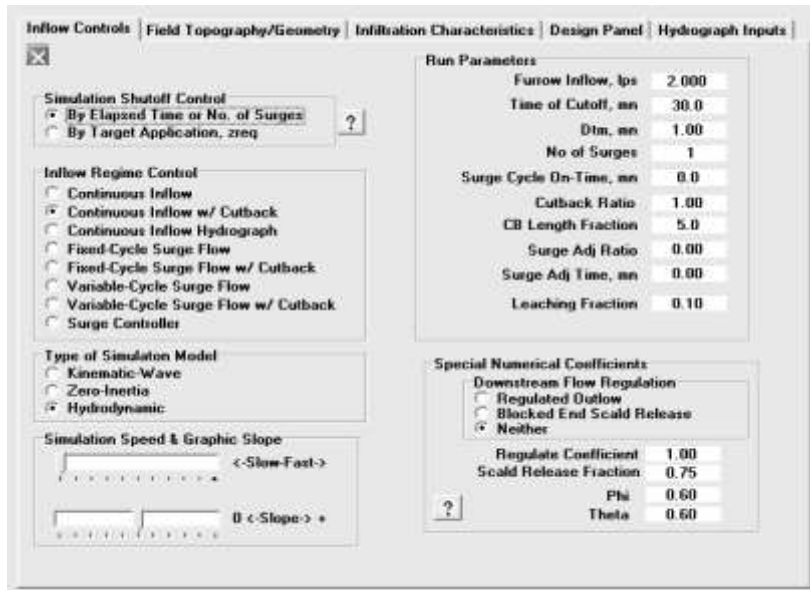 Inflow Controls | Field Topography/Geometry | Infiltration Characteristics | Design Panel | Hydrograph Inputs
Simulation Shutoff Control
By Elapzed Time or No. of Surges
By Target Application, zreq
?
Inflow Regime Control
Continuous Inflow
Continuous Inflow w/ Cutback
Continuous Inflow Hydrograph
Fixed-Cycle Surge Flow
Fixed-Cycle Surge Flow w/ Cutback
Variable-Cycle Surge Flow
Variable-Cycle Surge Flow w/ Cutback
Surge Controller
Type of Simulaton Model
Kinematic-Wave
Zero-Inertia
Hydrodynamic
Simulation Speed & Graphic Slope
<-Slow-Fast->
0 <-Slope-> +
Run Parameters
Furrow Inflow, lps 2.000
Time of Cutoff, mn 30.0
Dtm, mn 1.00
No of Surges 1
Surge Cycle On-Time, mn 0.0
Cutback Ratio 1.00
CB Length Fraction 5.0
Surge Adj Ratio 0.00
Surge Adj Time, mn 0.00
Leaching Fraction 0.10
Special Numerical Coefficients
Downstream Flow Regulation
Regulated Outlow
Blocked End Scald Release
Neither
Regulate Coefficient 1.00
Scald Release Fraction 0.75
Phi 0.60
Theta 0.60
?